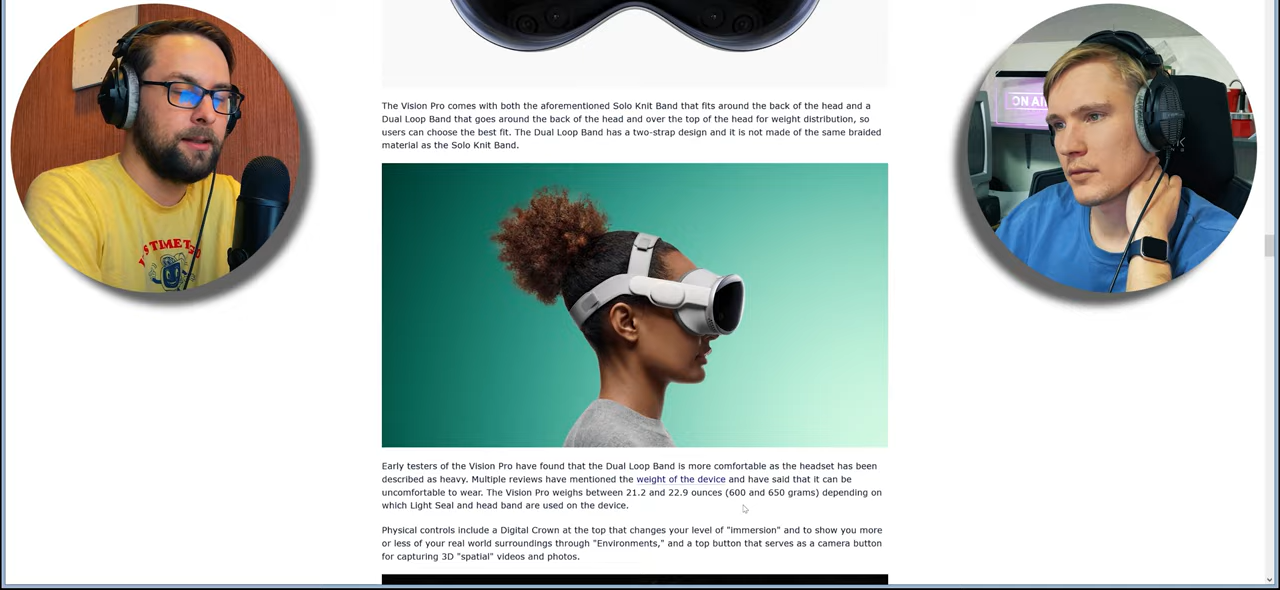 The Vision Pro comes with both the aforementioned Solo Knit Band that fits around the back of the head and a
Dual Loop Band that goes around the back of the head and over the top of the head for weight distribution, so
users can choose the best fit. The Dual Loop Band has a two-strap design and it is not made of the same braided
material as the Solo Knit Band.
ON AI
Early testers of the Vision Pro have found that the Dual Loop Band is more comfortable as the headset has been
described as heavy. Multiple reviews have mentioned the weight of the device and have said that it can be
uncomfortable to wear. The Vision Pro weighs between 21.2 and 22.9 ounces (600 and 650 grams) depending on
which Light Seal and head band are used on the device.
Physical controls include a Digital Crown at the top that changes your level of "immersion" and to show you more
or less of your real world surroundings through "Environments," and a top button that serves as a camera button
for capturing 3D "spatial" videos and photos.